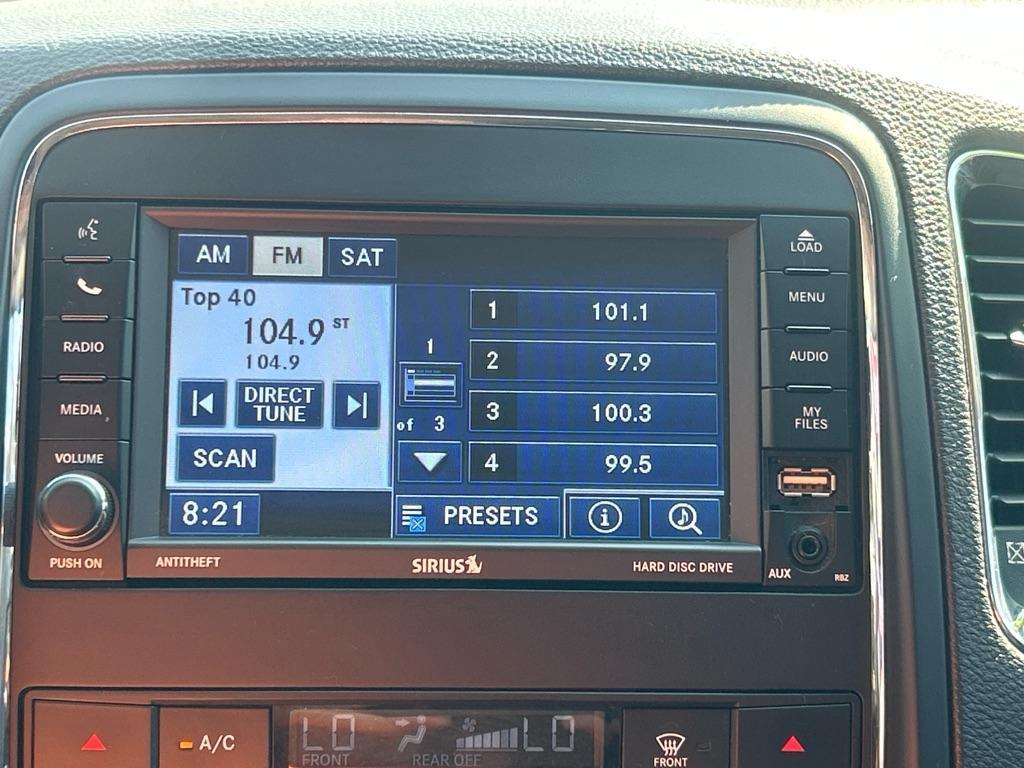 AM FM SAT
Top 40
104.9 ST
104.9
DIRECT
TUNE
SCAN
8:21
1
of 3
1 101.1
2 97.9
3 100.3
4 99.5
PRESETS
RADIO
MEDIA
VOLUME
PUSH ON
LOAD
MENU
AUDIO
MY
FILES
AUX
RBZ
ANTITHEFT SIRIUS HARD DISC DRIVE
A/C
LO LO
FRONT REAR OFF
FRONT